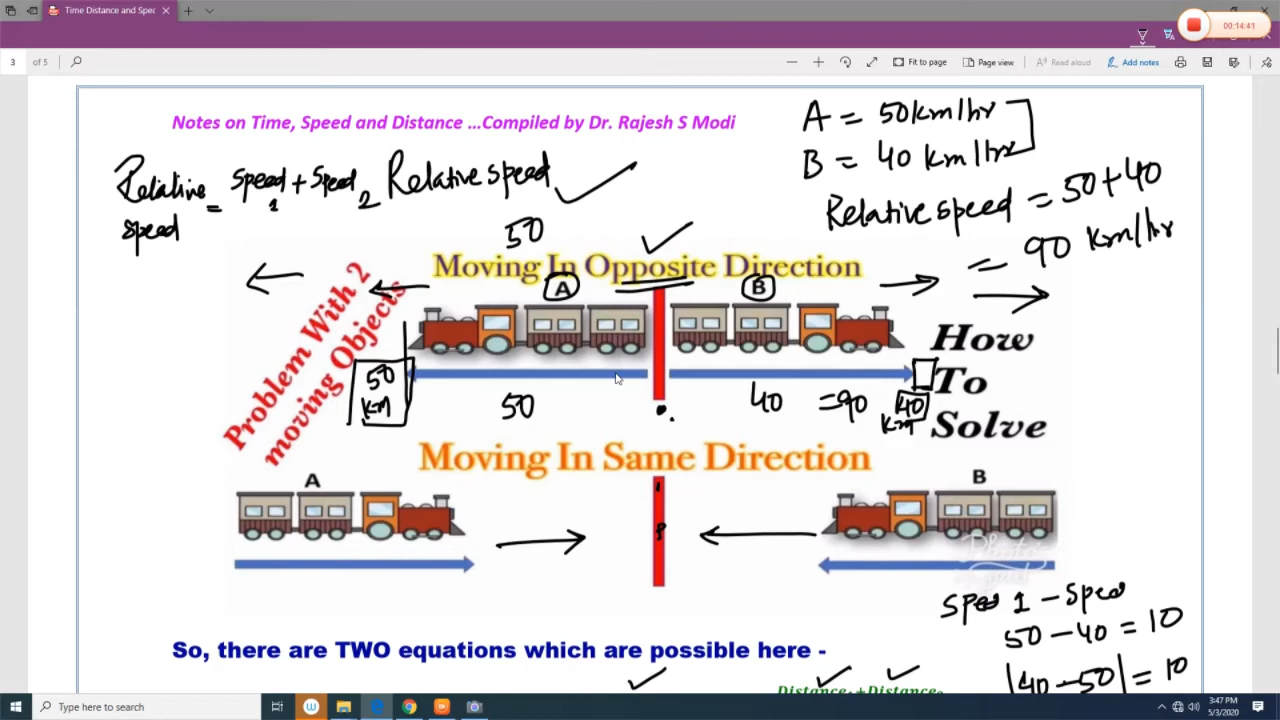 Time Distance and Spee
00:14:41
3 of 5
Fit to page
Page view
Read aloud
Add notes
Notes on Time, Speed and Distance ...Compiled by Dr. Rajesh S Modi
A = 50km/hr
B = 40 km/hr
Relative speed = 50+40
= 90 km/hr
Relative speed = speed1 + speed2
Relative speed
50
Moving In Opposite Direction
A
B
Problem With 2 moving Objects
How
To
Solve
50 KM
50
40 = 90
40 KM
Moving In Same Direction
A
B
Speed 1 - Speed
50 - 40 = 10
|40 - 50| = 10
So, there are TWO equations which are possible here -
Distance1 +Distance2
Type here to search
3:47 PM
5/3/2020